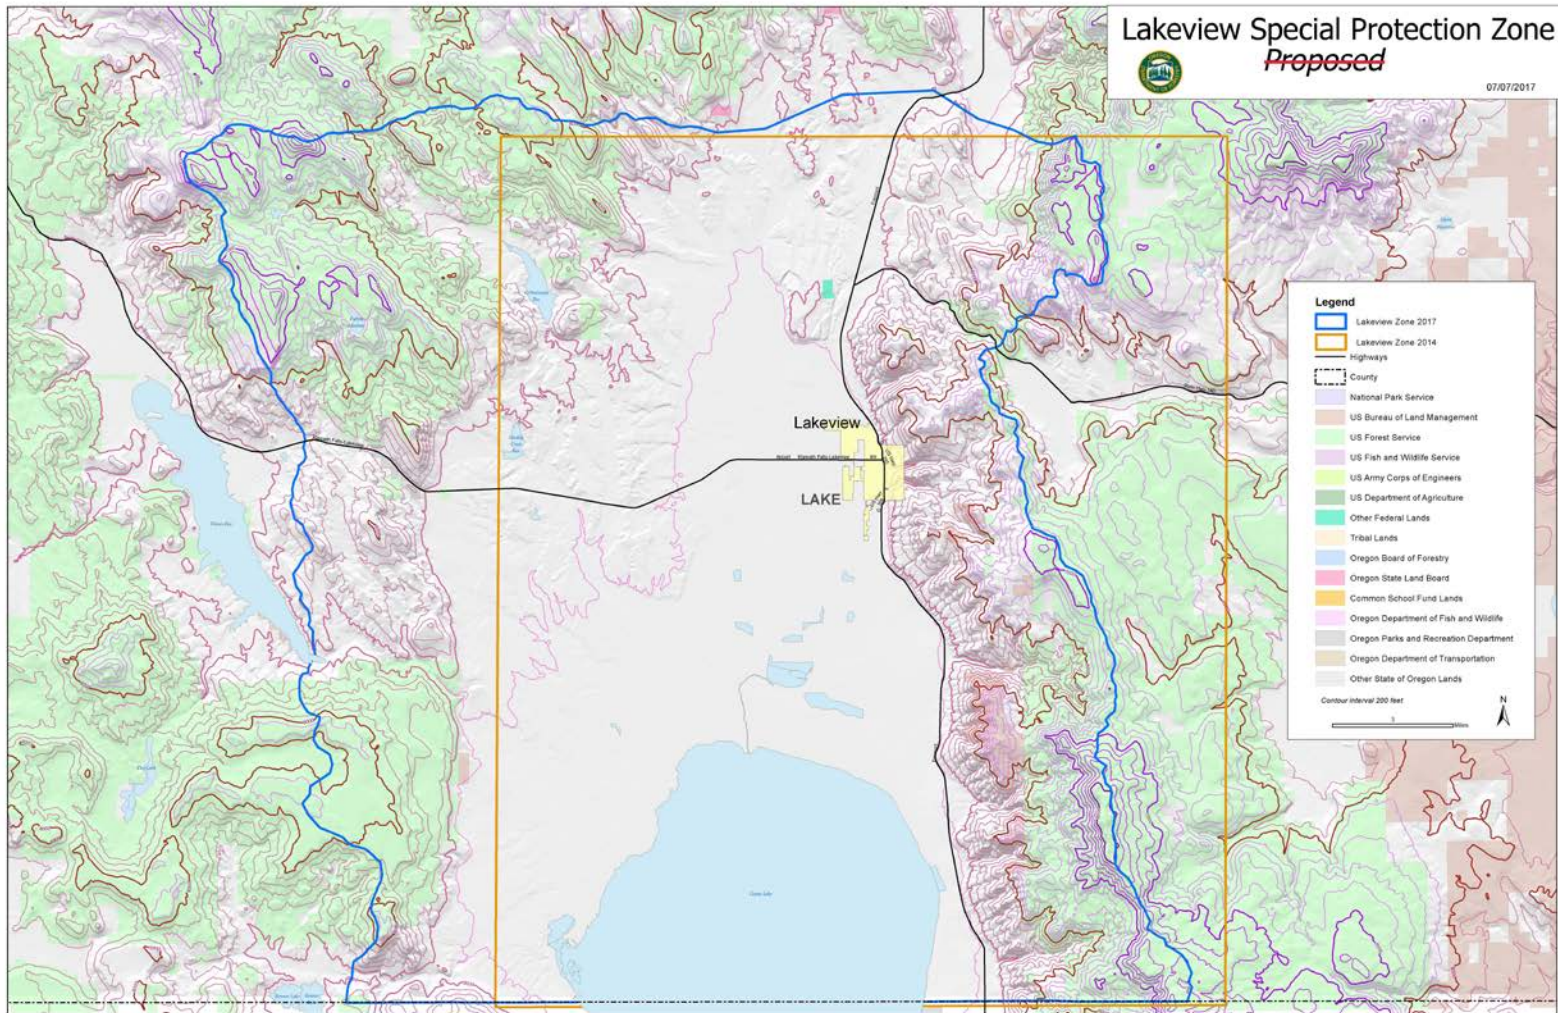 Lakeview Special Protection Zone
Proposed
07/07/2017
Lakeview
LAKE
Goose Lake
Legend
Lakeview Zone 2017
Lakeview Zone 2014
Highways
County
National Park Service
US Bureau of Land Management
US Forest Service
US Fish and Wildlife Service
US Army Corps of Engineers
US Department of Agriculture
Other Federal Lands
Tribal Lands
Oregon Board of Forestry
Oregon State Land Board
Common School Fund Lands
Oregon Department of Fish and Wildlife
Oregon Parks and Recreation Department
Oregon Department of Transportation
Other State of Oregon Lands
Contour interval 200 feet
N
3
Miles